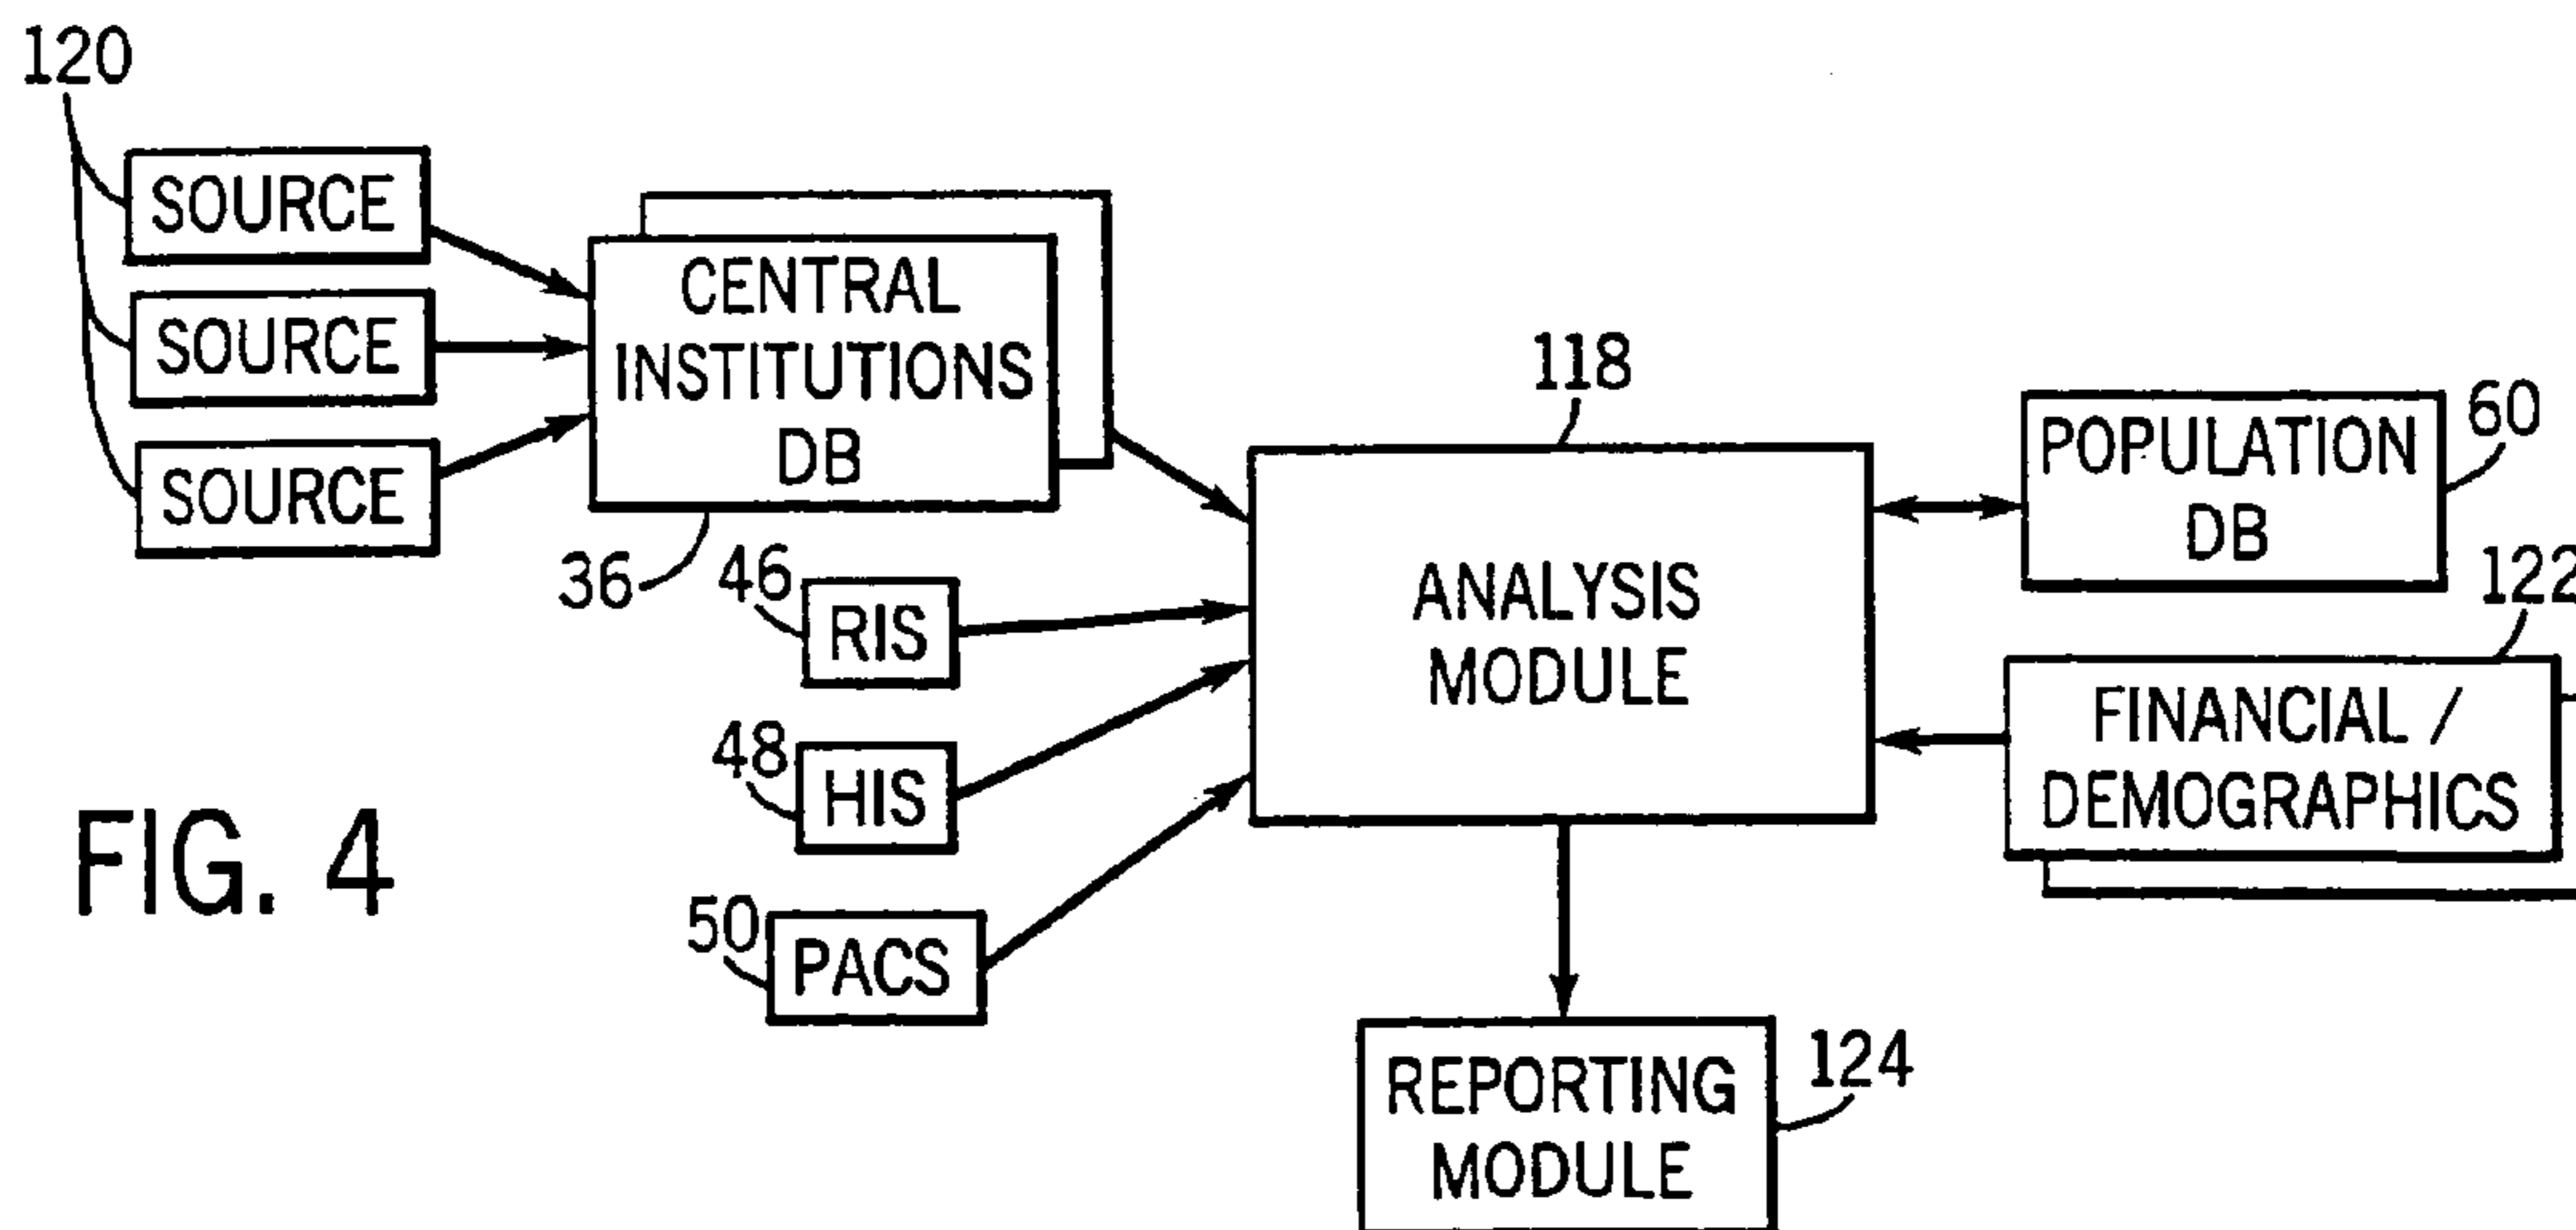 120
SOURCE
SOURCE
SOURCE
CENTRAL
INSTITUTIONS
DB
36
46
RIS
48
HIS
50
PACS
118
ANALYSIS
MODULE
POPULATION
DB
60
122
FINANCIAL /
DEMOGRAPHICS
REPORTING
MODULE
124
FIG. 4